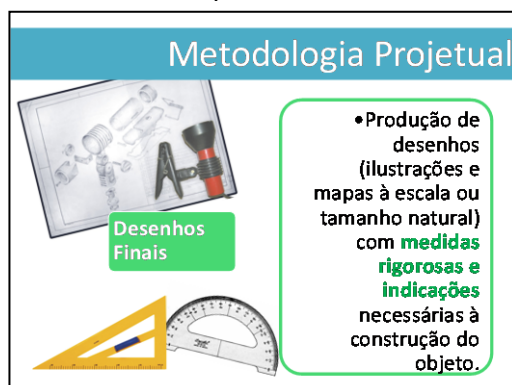 Metodologia Projetual
•Produção de
desenhos
(ilustrações e
mapas à escala ou
tamanho natural)
com medidas
rigorosas e
indicações
necessárias à
construção do
objeto.
Desenhos
Finais